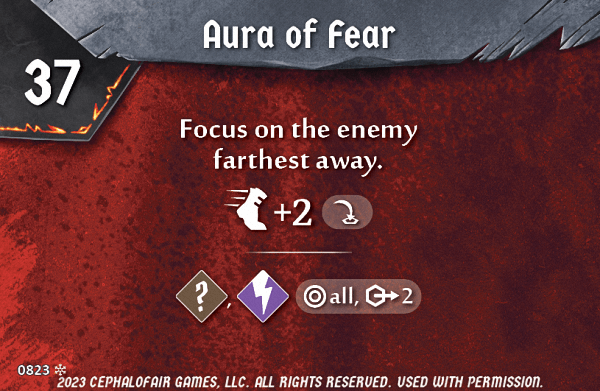 Aura of Fear
37
Focus on the enemy
farthest away.
+2
?, all, 2
0823
2023 CEPHALOFAIR GAMES, LLC. ALL RIGHTS RESERVED. USED WITH PERMISSION.